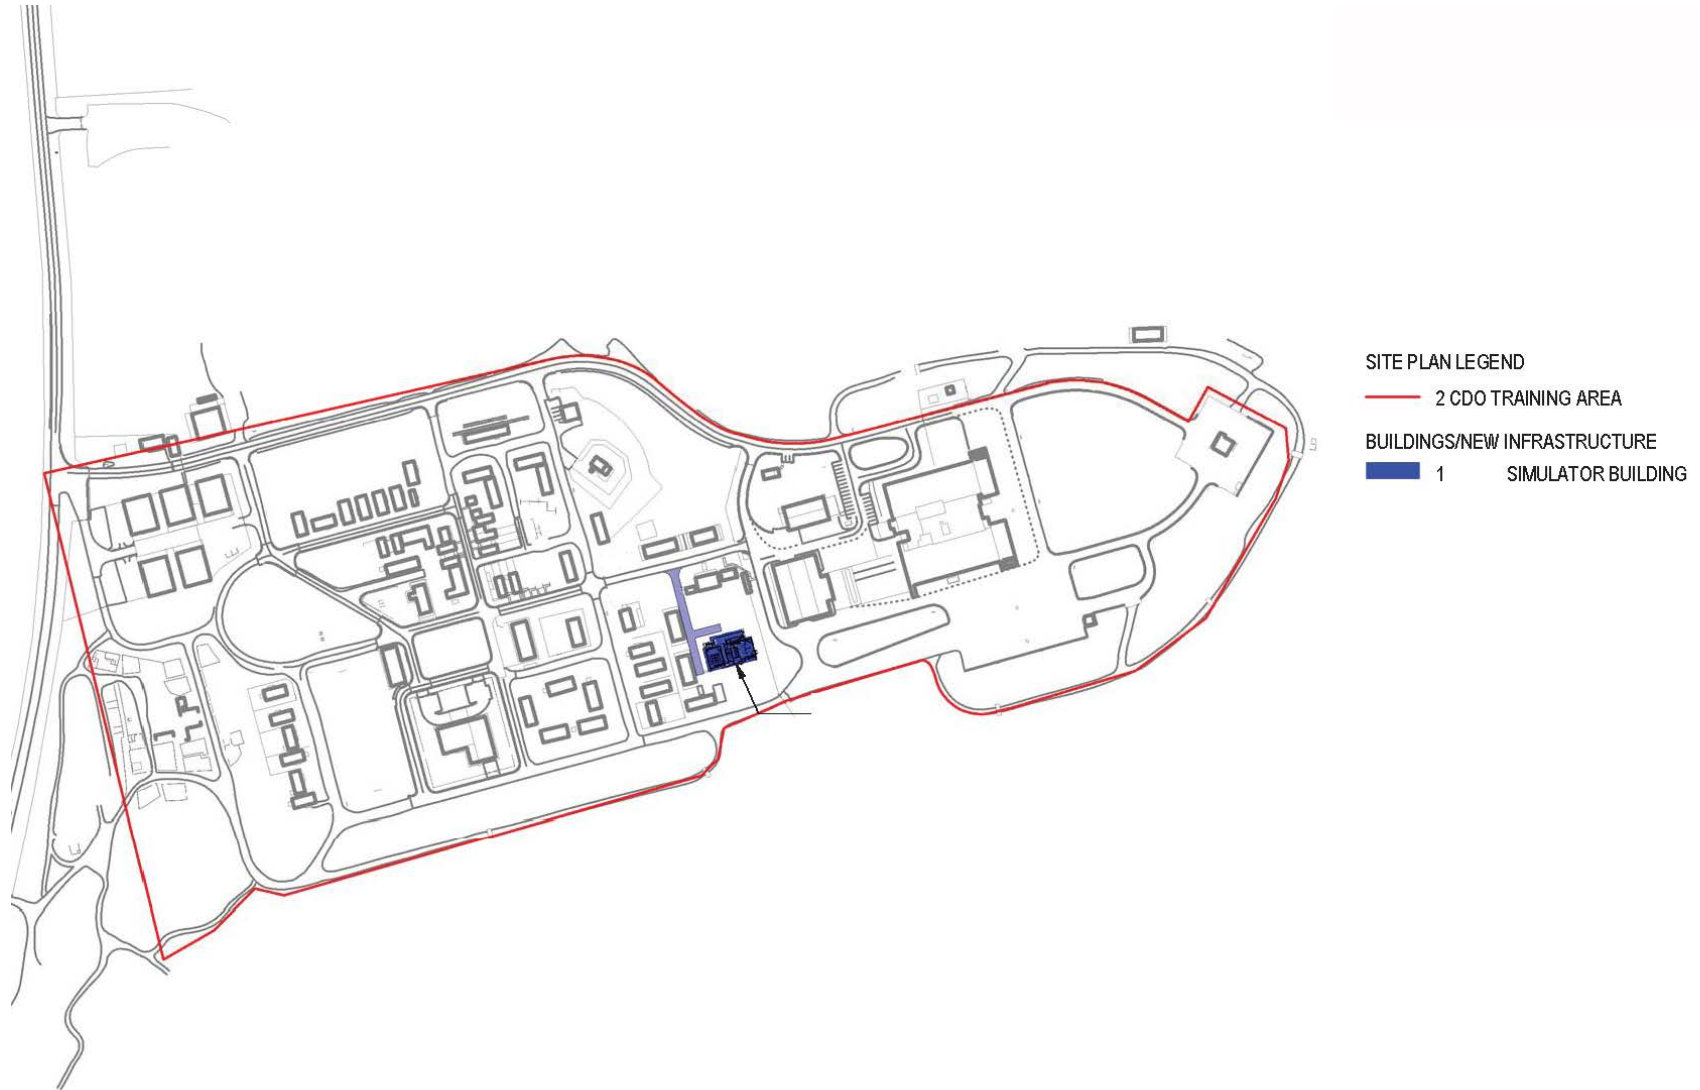 SITE PLAN LEGEND
2 CDO TRAINING AREA
BUILDINGS/NEW INFRASTRUCTURE
1 SIMULATOR BUILDING